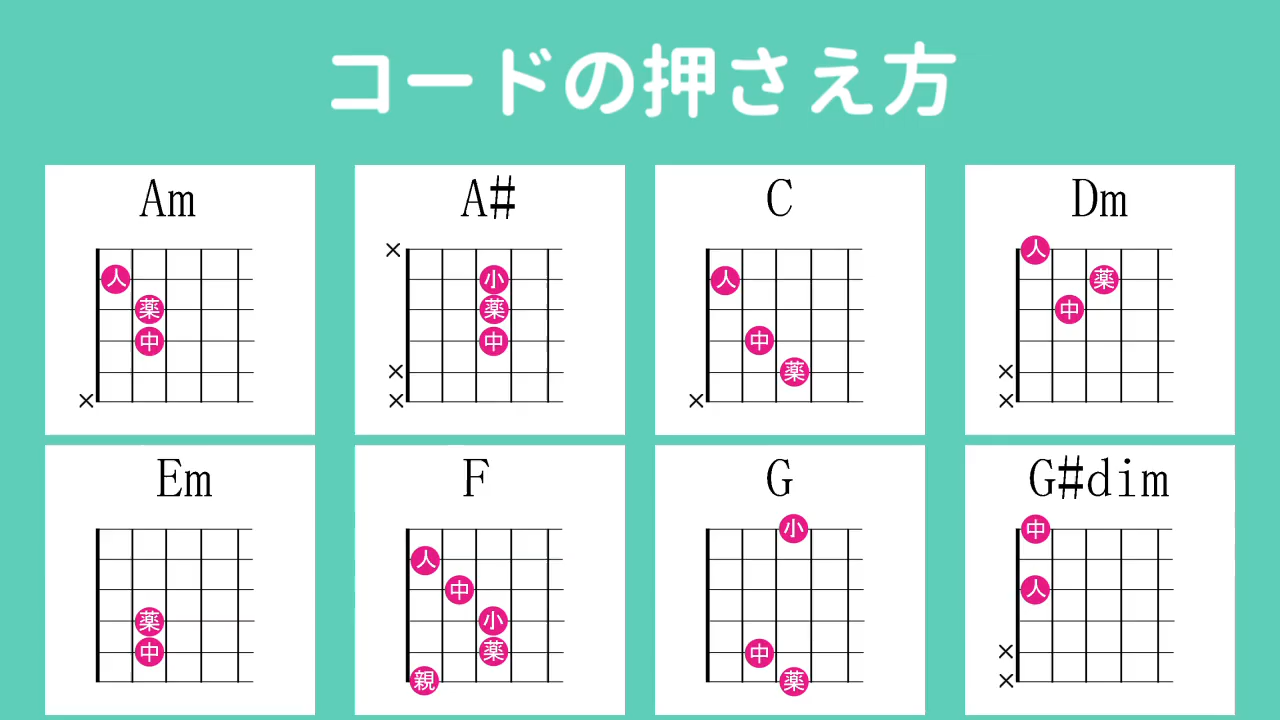 コードの押さえ方
Am
人
薬
中
×
A#
×
小
薬
中
×
×
C
人
中
薬
×
Dm
人
薬
中
×
×
Em
薬
中
F
人
中
小
薬
親
G
小
中
薬
G#dim
中
人
×
×